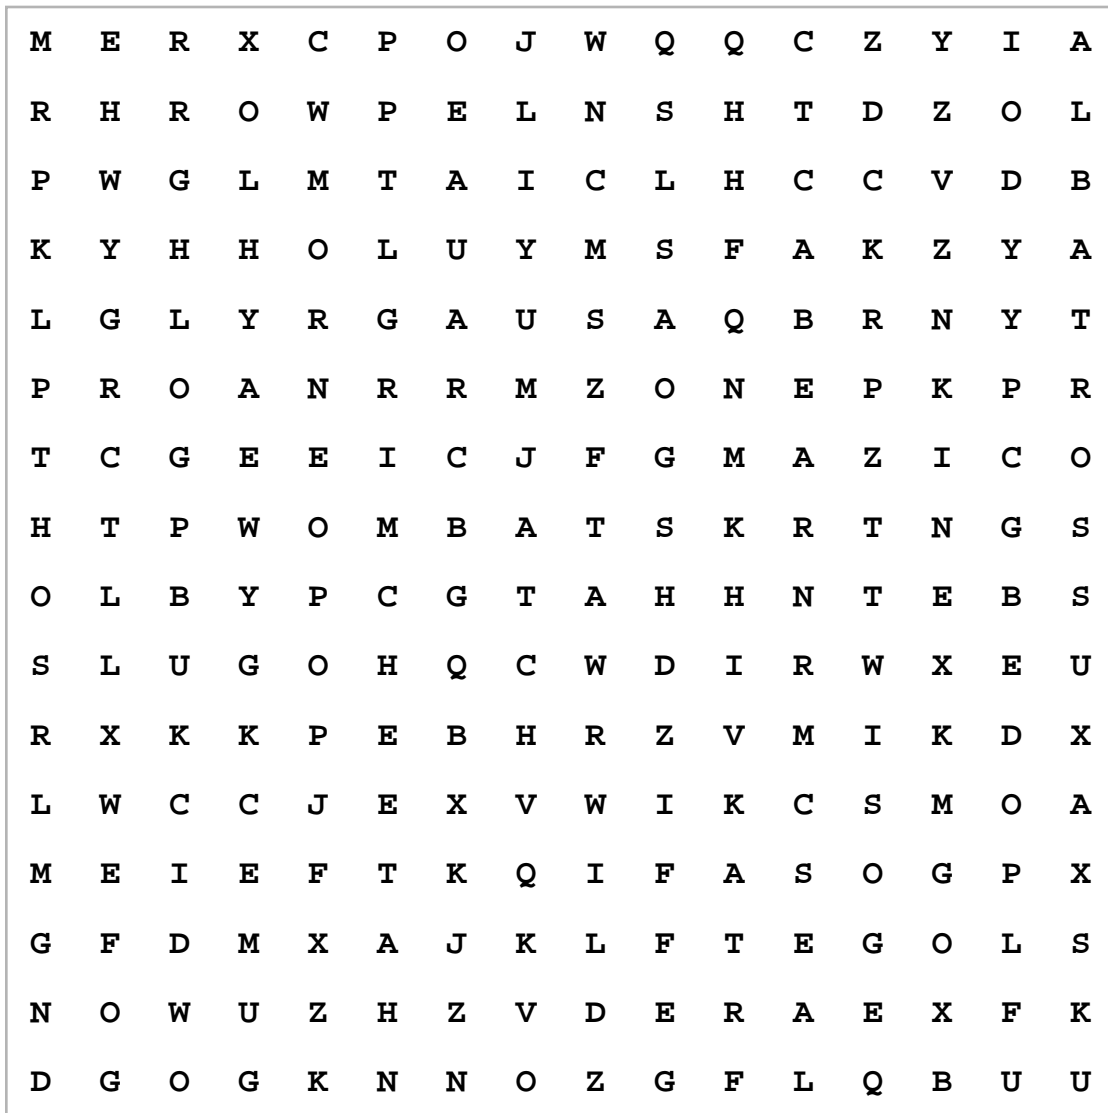 M E R X C P O J W Q Q C Z Y I A
R H R O W P E L N S H T D Z O L
P W G L M T A I C L H C C V D B
K Y H H O L U Y M S F A K Z Y A
L G L Y R G A U S A Q B R N Y T
P R O A N R R M Z O N E P K P R
T C G E E I C J F G M A Z I C O
H T P W O M B A T S K R T N G S
O L B Y P C G T A H H N T E B S
S L U G O H Q C W D I R W X E U
R X K K P E B H R Z V M I K D X
L W C C J E X V W I K C S M O A
M E I E F T K Q I F A S O G P X
G F D M X A J K L F T E G O L S
N O W U Z H Z V D E R A E X F K
D G O G K N N O Z G F L Q B U U